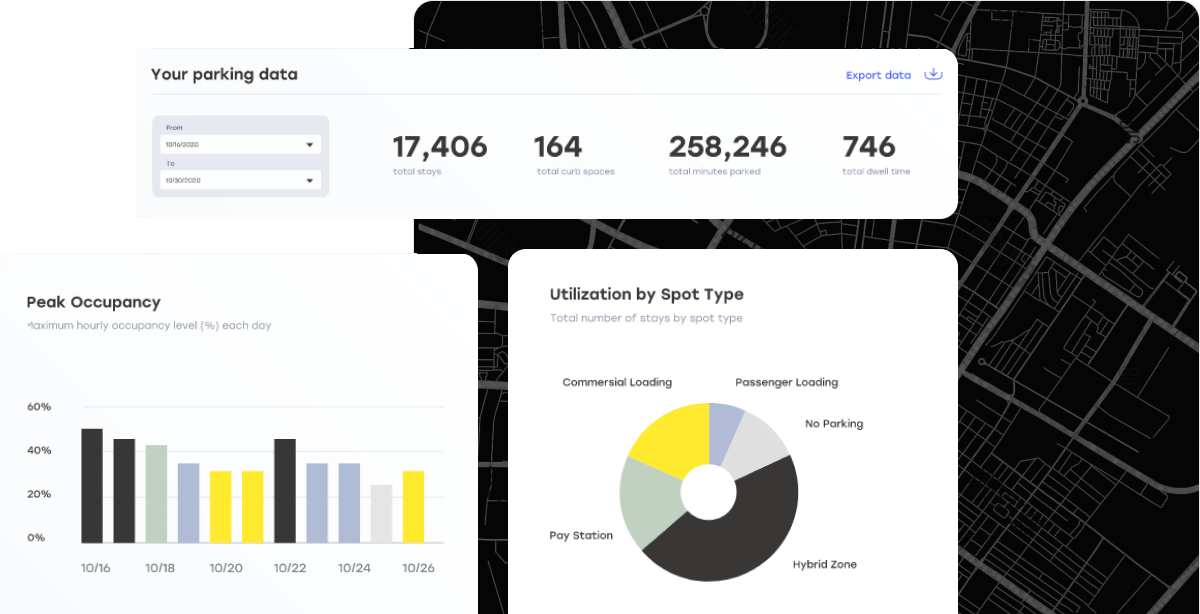 Your parking data
Export data
From
10/16/2020
To
10/30/2020
17,406
total stays
164
total curb spaces
258,246
total minutes parked
746
total dwell time
Peak Occupancy
Maximum hourly occupancy level (%) each day
60%
40%
20%
0%
10/16
10/18
10/20
10/22
10/24
10/26
Utilization by Spot Type
Total number of stays by spot type
Commersial Loading
Passenger Loading
No Parking
Pay Station
Hybrid Zone